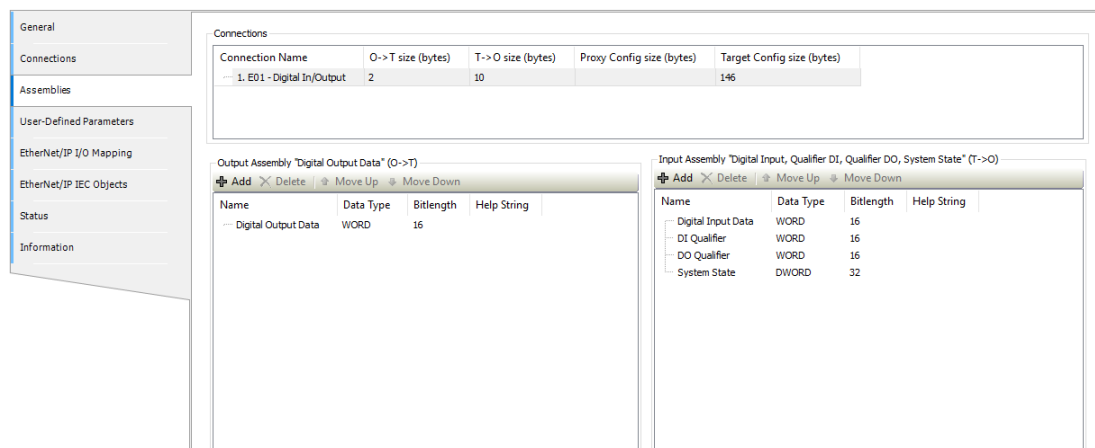 General
Connections
Assemblies
User-Defined Parameters
EtherNet/IP I/O Mapping
EtherNet/IP IEC Objects
Status
Information
Connections
Connection Name O->T size (bytes) T->O size (bytes) Proxy Config size (bytes) Target Config size (bytes)
1. E01 - Digital In/Output 2 10 146
Output Assembly "Digital Output Data" (O->T)
Add Delete Move Up Move Down
Name Data Type Bitlength Help String
Digital Output Data WORD 16
Input Assembly "Digital Input, Qualifier DI, Qualifier DO, System State" (T->O)
Add Delete Move Up Move Down
Name Data Type Bitlength Help String
Digital Input Data WORD 16
DI Qualifier WORD 16
DO Qualifier WORD 16
System State DWORD 32